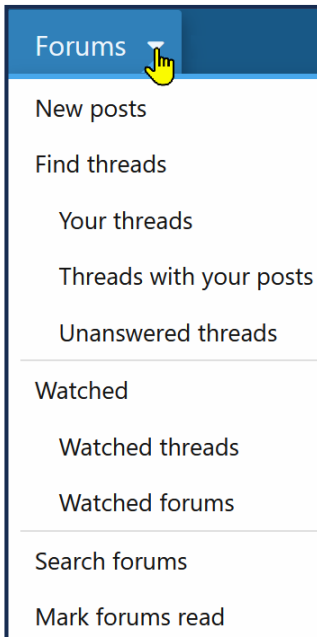 Forums
New posts
Find threads
Your threads
Threads with your posts
Unanswered threads
Watched
Watched threads
Watched forums
Search forums
Mark forums read